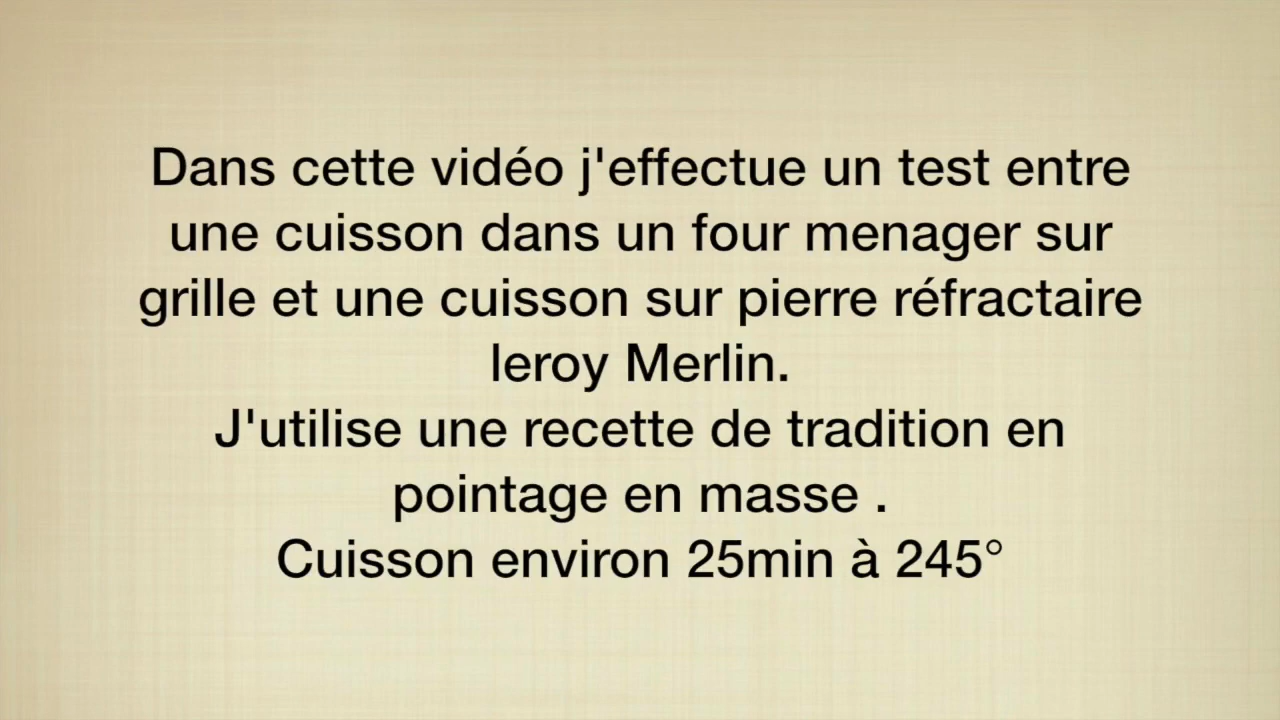 Dans cette vidéo j'effectue un test entre
une cuisson dans un four menager sur
grille et une cuisson sur pierre réfractaire
leroy Merlin.
J'utilise une recette de tradition en
pointage en masse .
Cuisson environ 25min à 245°